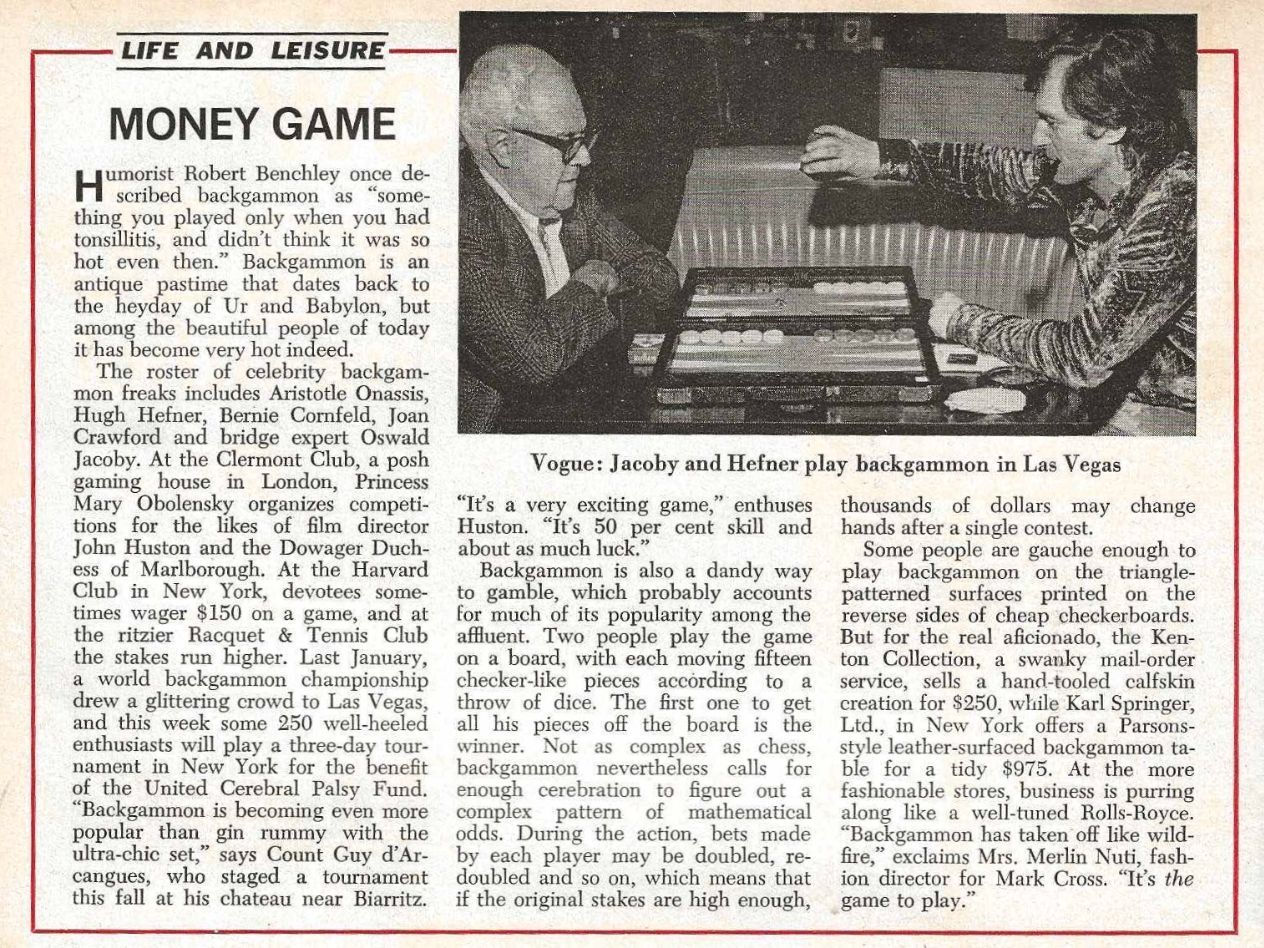 LIFE AND LEISURE
MONEY GAME
Humorist Robert Benchley once de-
scribed backgammon as “some-
thing you played only when you had
tonsillitis, and didn’t think it was so
hot even then.” Backgammon is an
antique pastime that dates back to
the heyday of Ur and Babylon, but
among the beautiful people of today
it has become very hot indeed.
The roster of celebrity backgam-
mon freaks includes Aristotle Onassis,
Hugh Hefner, Bernie Cornfeld, Joan
Crawford and bridge expert Oswald
Jacoby. At the Clermont Club, a posh
gaming house in London, Princess
Mary Obolensky organizes competi-
tions for the likes of film director
John Huston and the Dowager Duch-
ess of Marlborough. At the Harvard
Club in New York, devotees some-
times wager $150 on a game, and at
the ritzier Racquet & Tennis Club
the stakes run higher. Last January,
a world backgammon championship
drew a glittering crowd to Las Vegas,
and this week some 250 well-heeled
enthusiasts will play a three-day tour-
nament in New York for the benefit
of the United Cerebral Palsy Fund.
“Backgammon is becoming even more
popular than gin rummy with the
ultra-chic set,” says Count Guy d’Ar-
cangues, who staged a tournament
this fall at his chateau near Biarritz.
Vogue: Jacoby and Hefner play backgammon in Las Vegas
“It’s a very exciting game,” enthuses
Huston. “It’s 50 per cent skill and
about as much luck.”
Backgammon is also a dandy way
to gamble, which probably accounts
for much of its popularity among the
affluent. Two people play the game
on a board, with each moving fifteen
checker-like pieces according to a
throw of dice. The first one to get
all his pieces off the board is the
winner. Not as complex as chess,
backgammon nevertheless calls for
enough cerebration to figure out a
complex pattern of mathematical
odds. During the action, bets made
by each player may be doubled, re-
doubled and so on, which means that
if the original stakes are high enough,
thousands of dollars may change
hands after a single contest.
Some people are gauche enough to
play backgammon on the triangle-
patterned surfaces printed on the
reverse sides of cheap checkerboards.
But for the real aficionado, the Ken-
ton Collection, a swanky mail-order
service, sells a hand-tooled calfskin
creation for $250, while Karl Springer,
Ltd., in New York offers a Parsons-
style leather-surfaced backgammon ta-
ble for a tidy $975. At the more
fashionable stores, business is purring
along like a well-tuned Rolls-Royce.
“Backgammon has taken off like wild-
fire,” exclaims Mrs. Merlin Nuti, fash-
ion director for Mark Cross. “It’s the
game to play.”